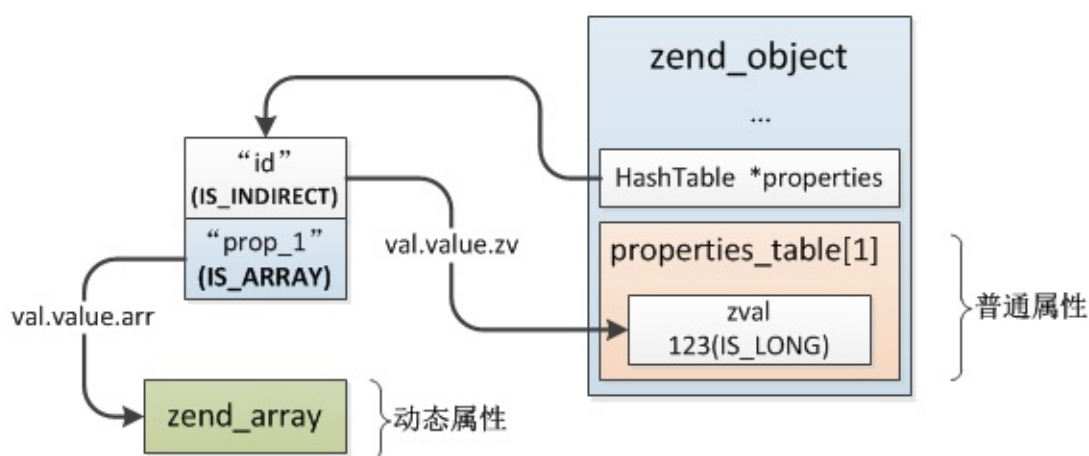 zend_object
...
“id”
(IS_INDIRECT)
HashTable *properties
“prop_1”
(IS_ARRAY)
val.value.zv
properties_table[1]
val.value.arr
zval
123(IS_LONG)
普通属性
zend_array
动态属性